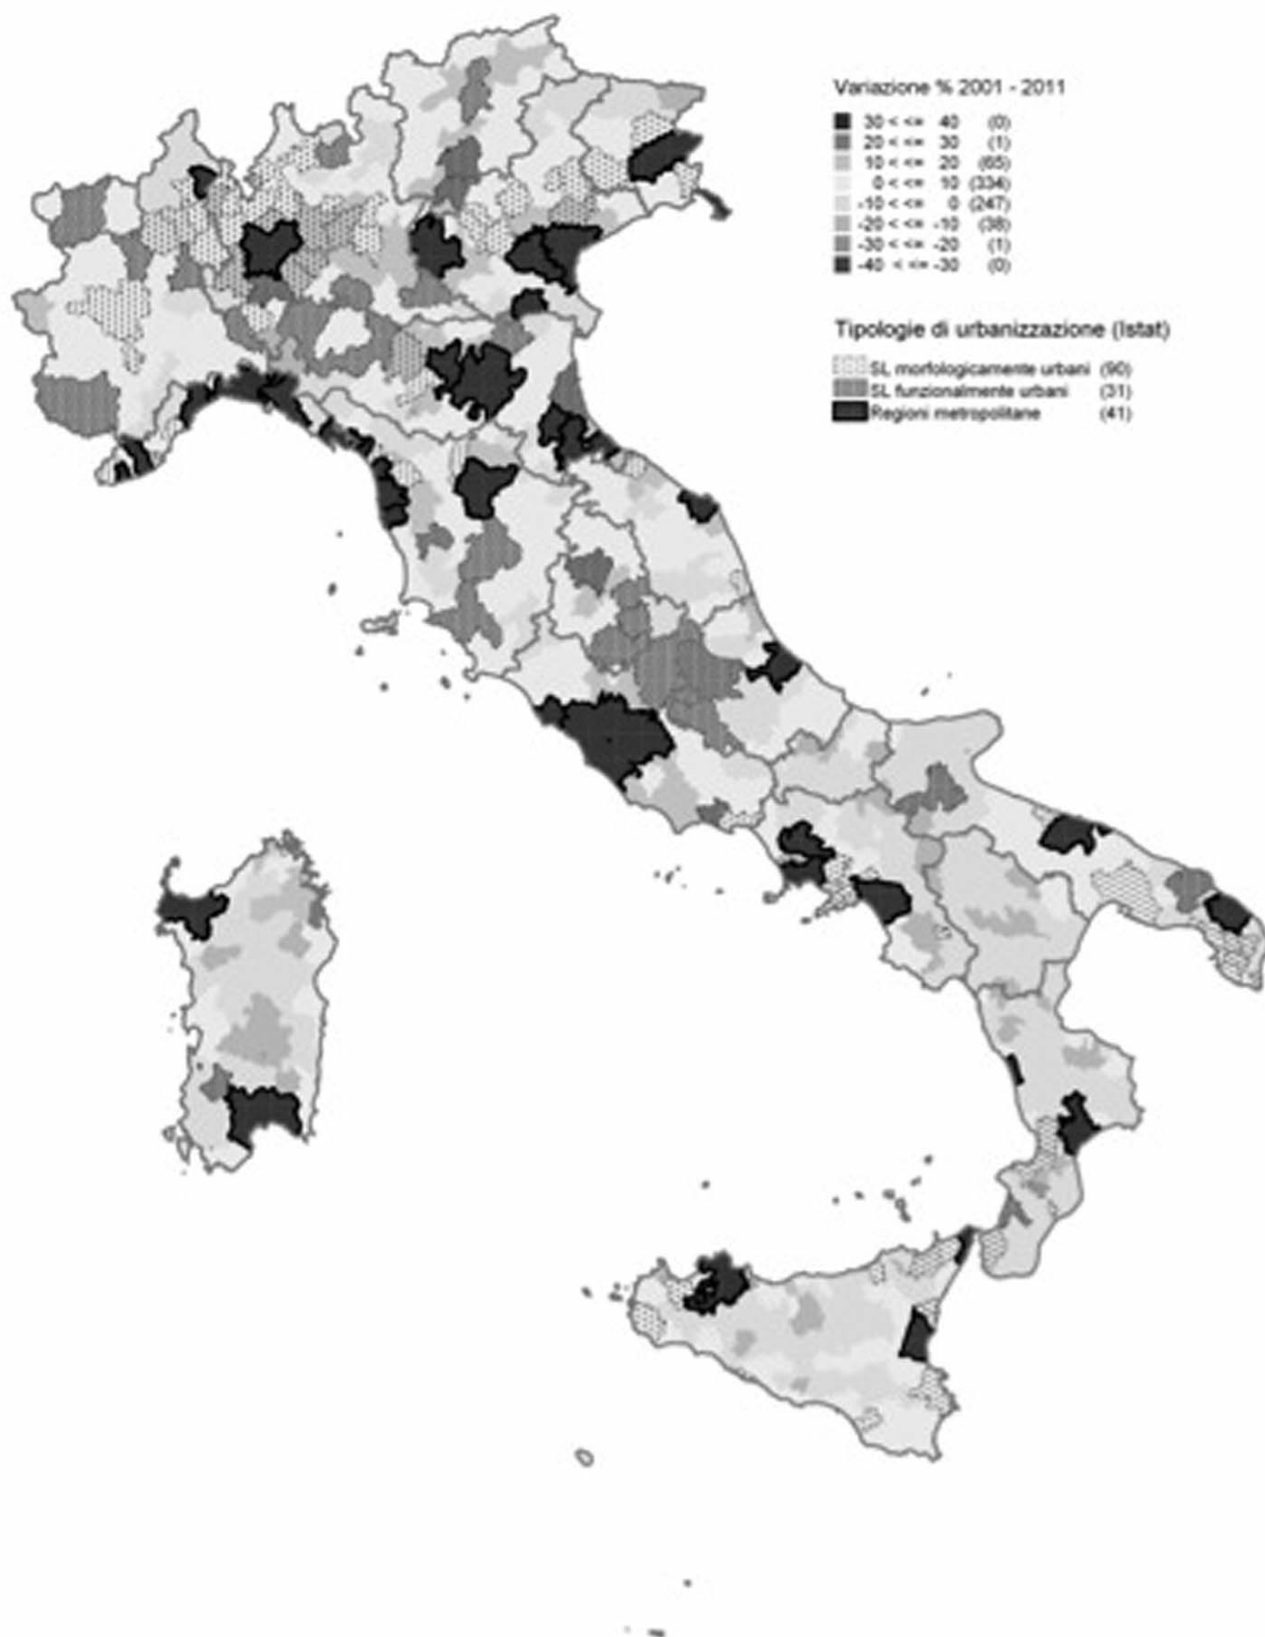 Variazione % 2001 - 2011
30 < <= 40 (0)
20 < <= 30 (1)
10 < <= 20 (65)
0 < <= 10 (334)
-10 < <= 0 (247)
-20 < <= -10 (38)
-30 < <= -20 (1)
-40 < <= -30 (0)
Tipologie di urbanizzazione (Istat)
SL morfologicamente urbani (90)
SL funzionalmente urbani (31)
Regioni metropolitane (41)